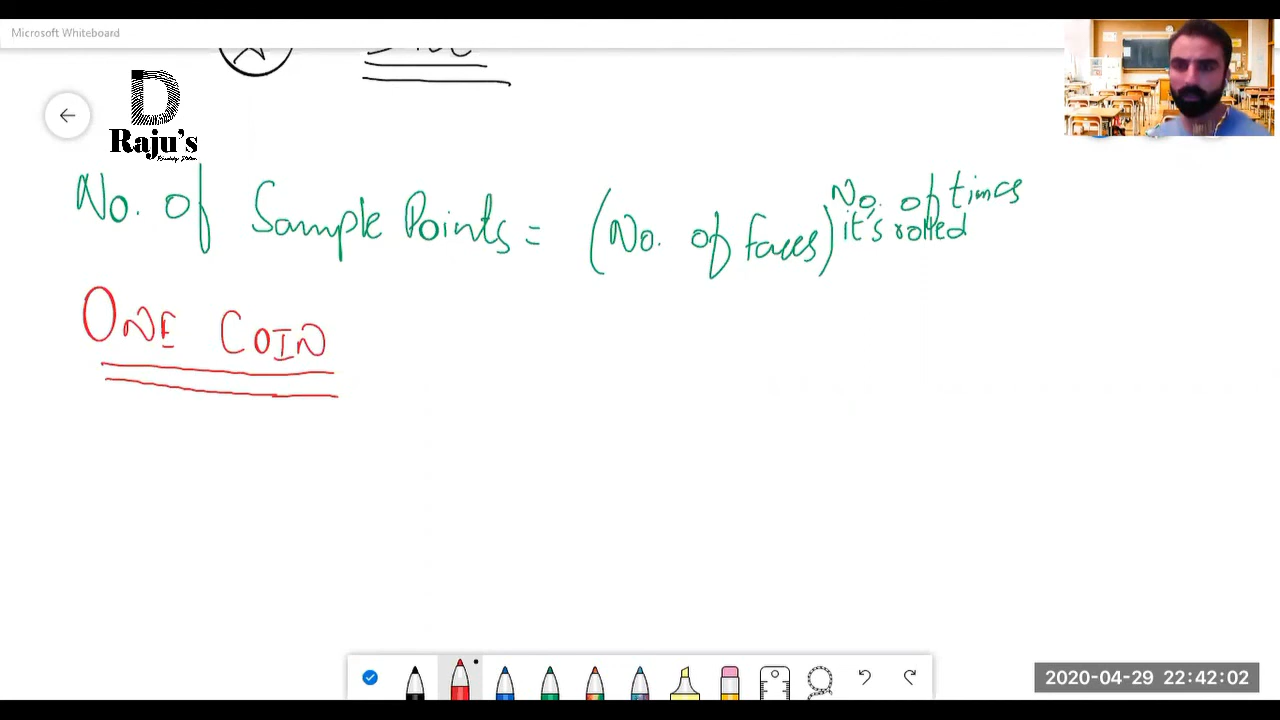 Microsoft Whiteboard
D
Raju's
No. of Sample Points = (No. of faces) No. of times it's rolled
ONE COIN
2020-04-29 22:42:02